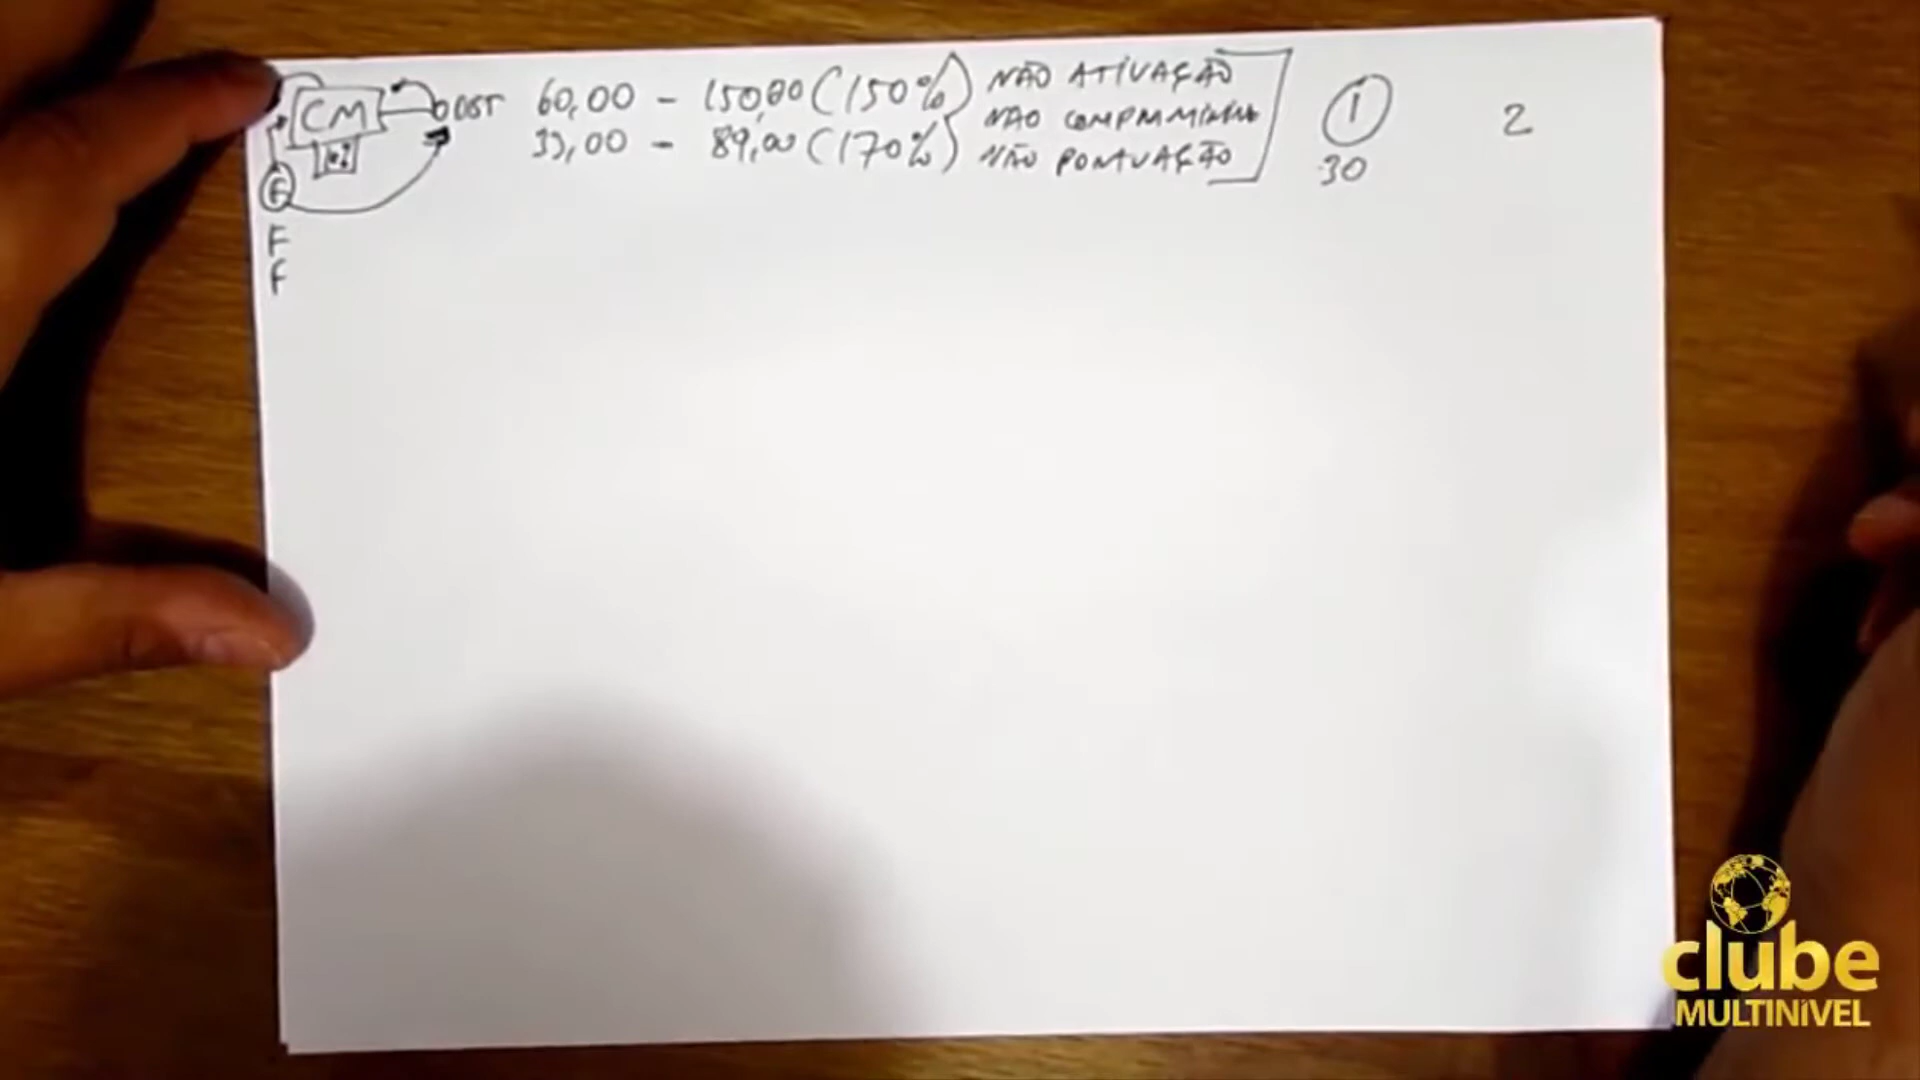 CM DIST 60,00 - 150,00 (150%) NÃO ATIVAÇÃO 1 2
33,00 - 89,00 (170%) NÃO PONTUAÇÃO 30
F
F
F
clube
MULTINÍVEL